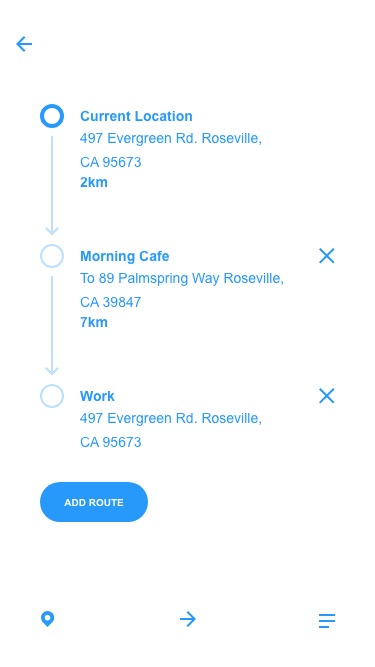 Current Location
497 Evergreen Rd. Roseville,
CA 95673
2km
Morning Cafe
To 89 Palmspring Way Roseville,
CA 39847
7km
Work
497 Evergreen Rd. Roseville,
CA 95673
ADD ROUTE